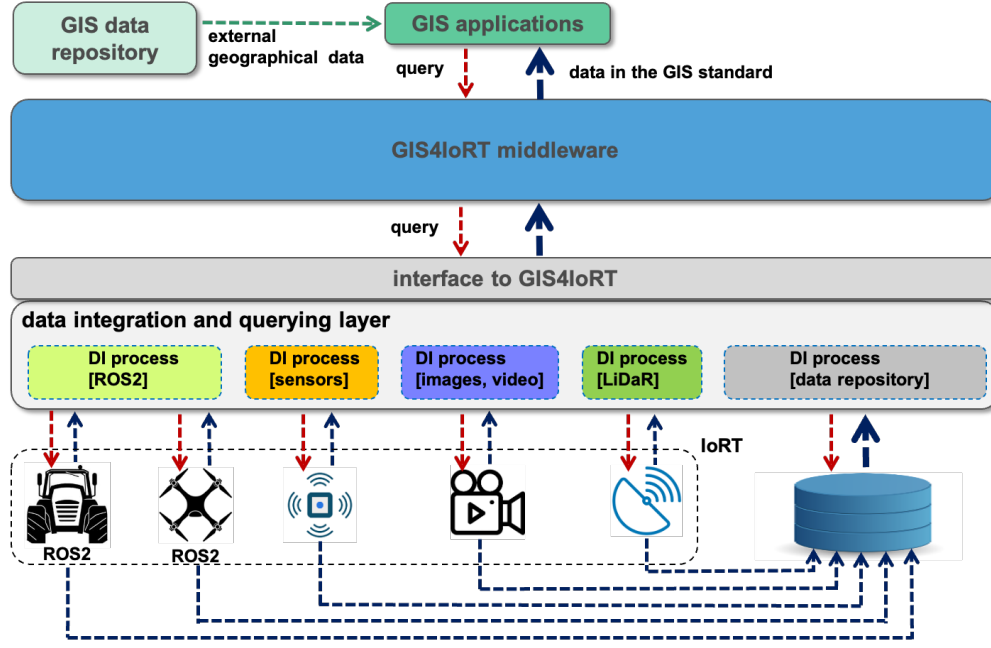 GIS data
repository
external
geographical data
GIS applications
query
data in the GIS standard
GIS4IoRT middleware
query
interface to GIS4IoRT
data integration and querying layer
DI process
[ROS2]
DI process
[sensors]
DI process
[images, video]
DI process
[LiDaR]
DI process
[data repository]
IoRT
ROS2
ROS2